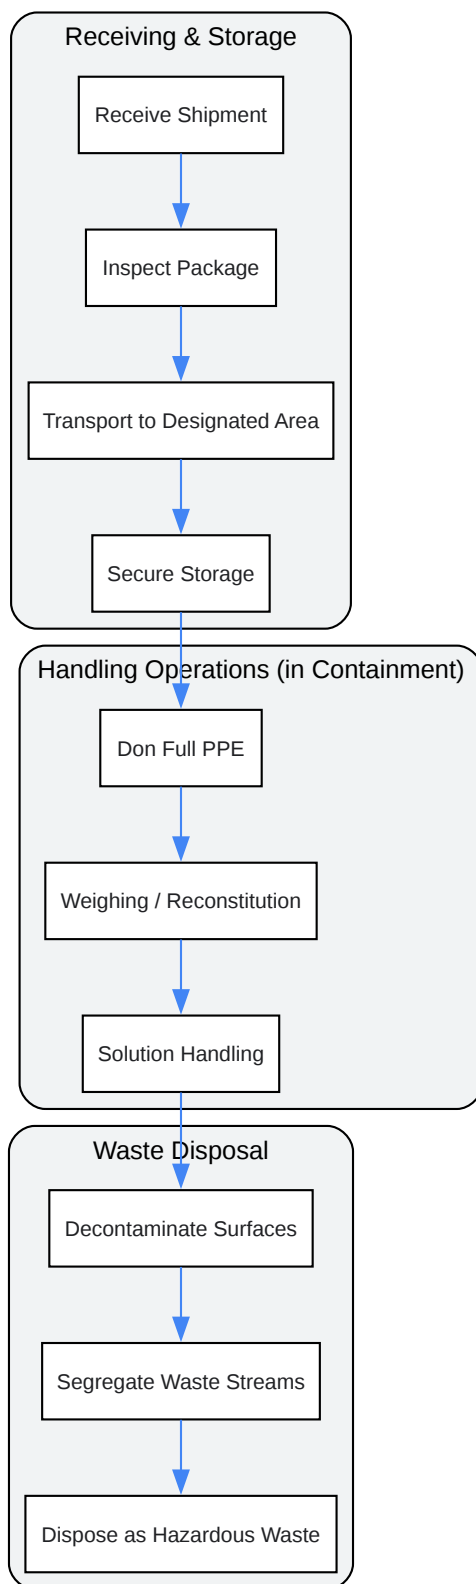 Receiving & Storage
Receive Shipment
Inspect Package
Transport to Designated Area
Secure Storage
Handling Operations (in Containment)
Don Full PPE
Weighing / Reconstitution
Solution Handling
Waste Disposal
Decontaminate Surfaces
Segregate Waste Streams
Dispose as Hazardous Waste